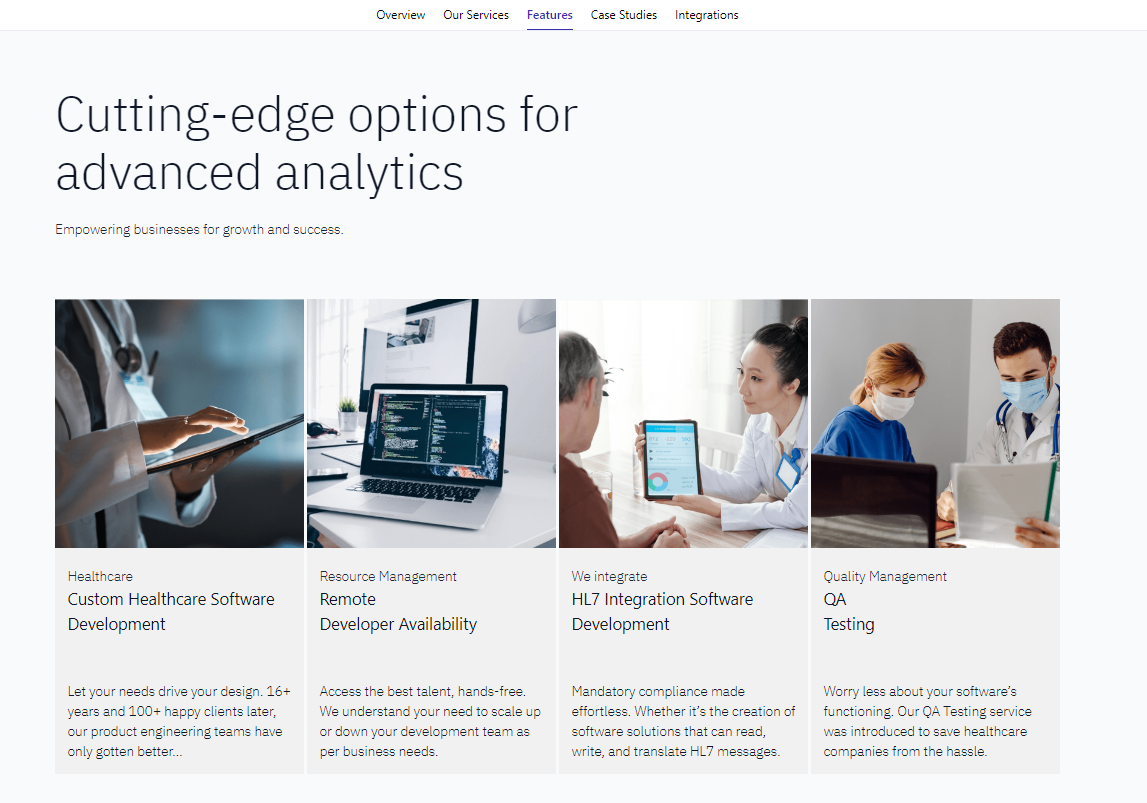 Overview Our Services Features Case Studies Integrations
Cutting-edge options for
advanced analytics
Empowering businesses for growth and success.
Healthcare
Custom Healthcare Software
Development
Let your needs drive your design. 16+
years and 100+ happy clients later,
our product engineering teams have
only gotten better...
Resource Management
Remote
Developer Availability
Access the best talent, hands-free.
We understand your need to scale up
or down your development team as
per business needs.
We integrate
HL7 Integration Software
Development
Mandatory compliance made
effortless. Whether it’s the creation of
software solutions that can read,
write, and translate HL7 messages.
Quality Management
QA
Testing
Worry less about your software’s
functioning. Our QA Testing service
was introduced to save healthcare
companies from the hassle.